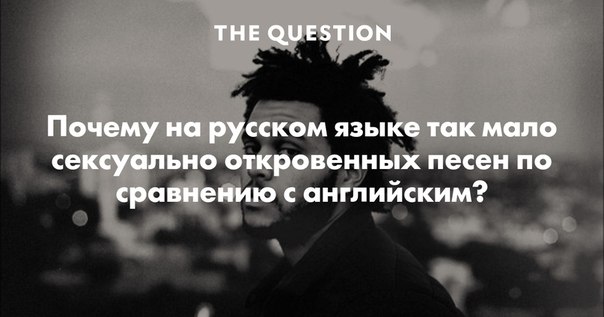 THE QUESTION
Почему на русском языке так мало
сексуально откровенных песен по
сравнению с английским?